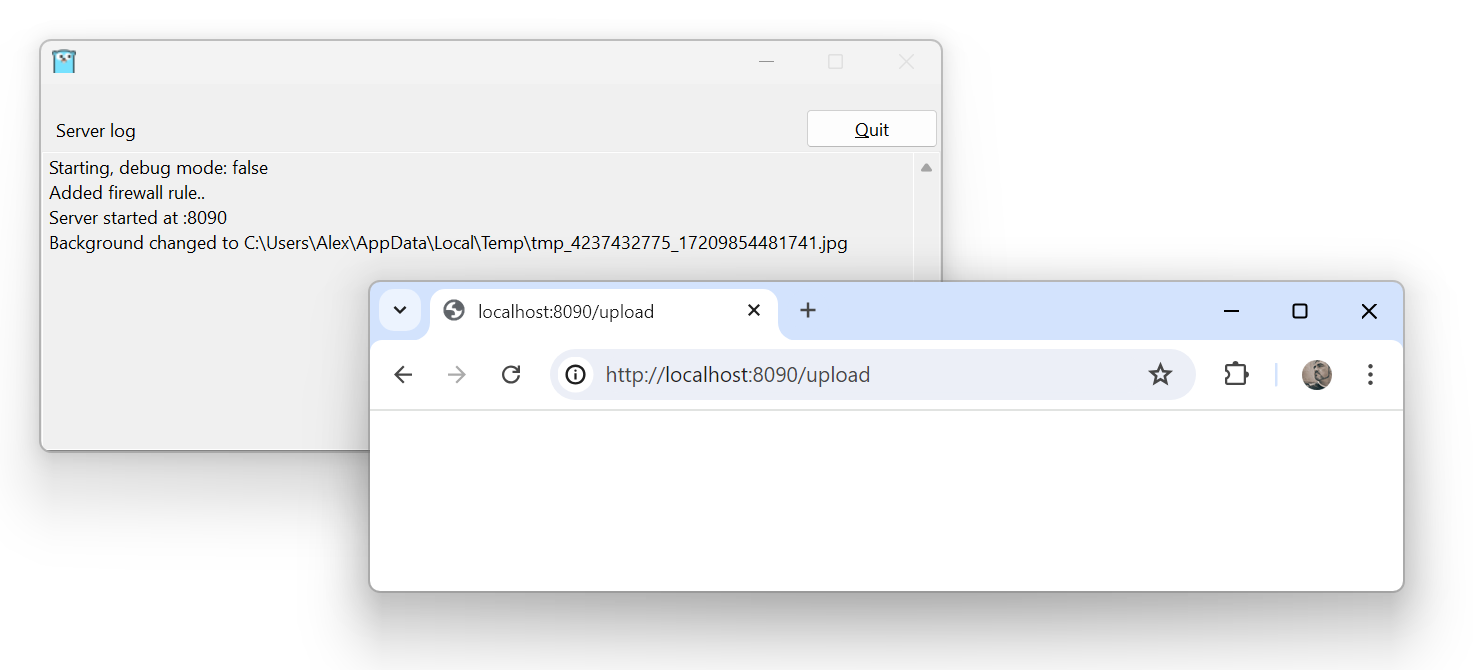 Server log
Quit
Starting, debug mode: false
Added firewall rule..
Server started at :8090
Background changed to C:\Users\Alex\AppData\Local\Temp\tmp_4237432775_17209854481741.jpg
localhost:8090/upload
http://localhost:8090/upload